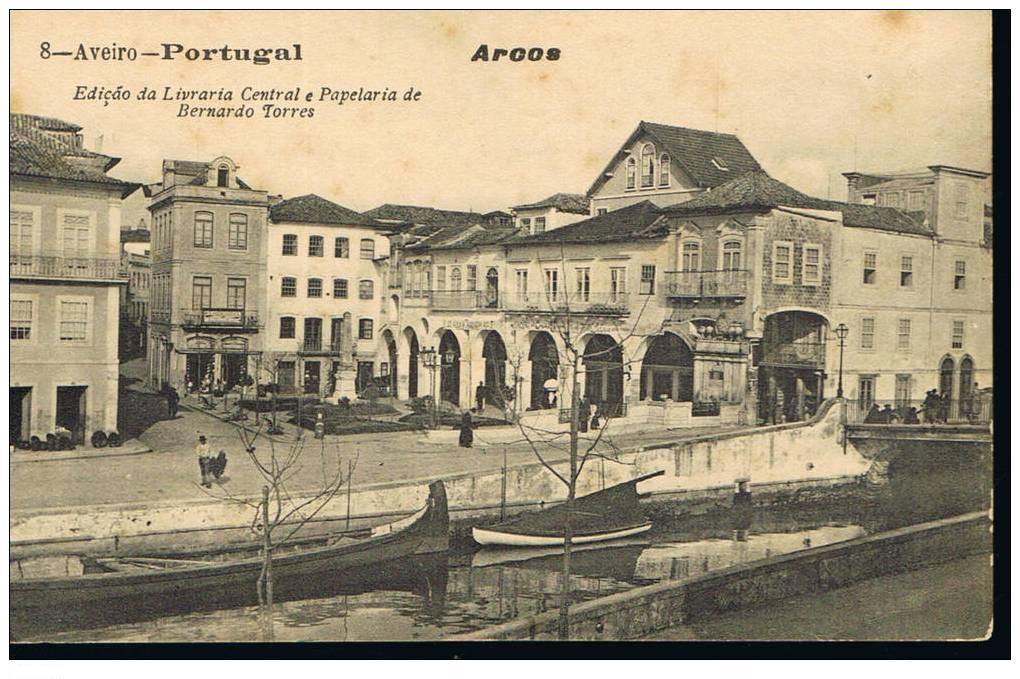 8—Aveiro—Portugal Arcos
Edição da Livraria Central e Papelaria de
Bernardo Torres